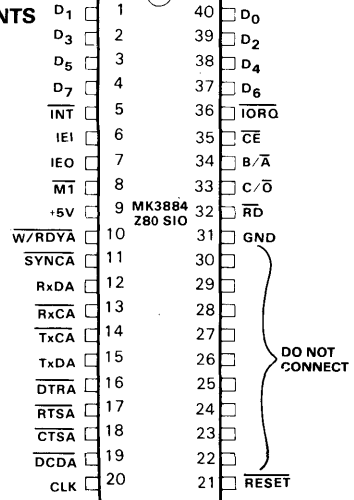 NTS
D1 1 40 D0
D3 2 39 D2
D5 3 38 D4
D7 4 37 D6
INT 5 36 IORQ
IEI 6 35 CE
IEO 7 34 B/A
M1 8 33 C/D
+5V 9 MK3884 32 RD
Z80 SIO
W/RDYA 10 31 GND
SYNCA 11 30
RxDA 12 29
RxCA 13 28
TxCA 14 27
TxDA 15 26 DO NOT
CONNECT
DTRA 16 25
RTSA 17 24
CTSA 18 23
DCDA 19 22
CLK 20 21 RESET